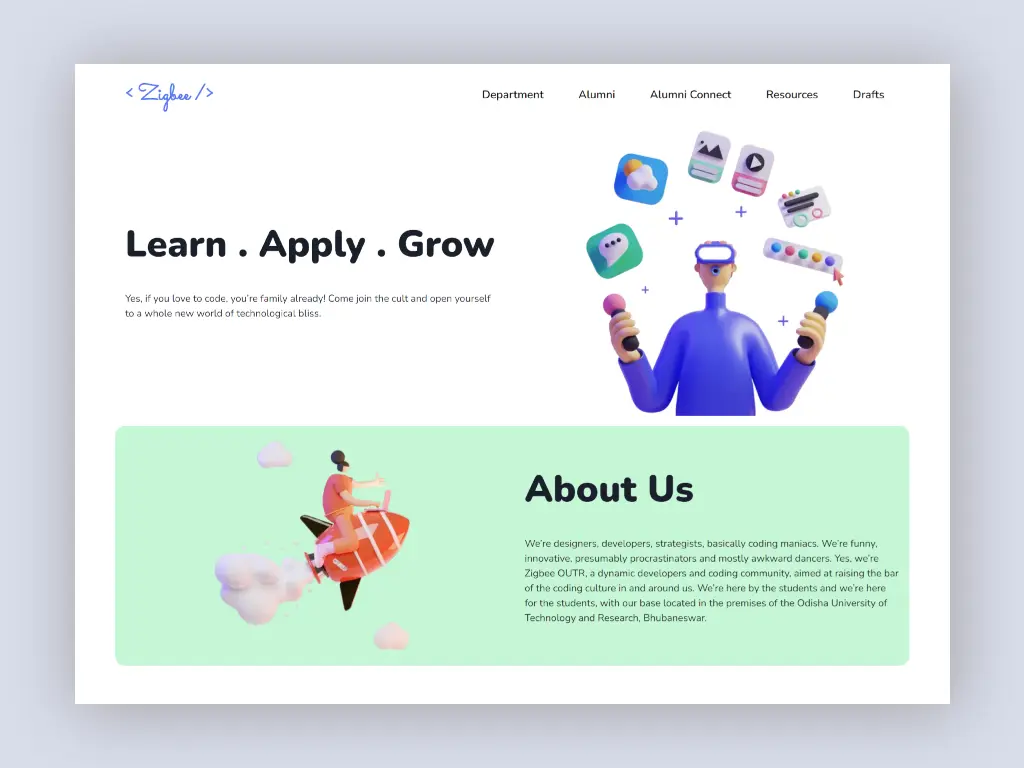 < Zigbee />
Department Alumni Alumni Connect Resources Drafts
Learn . Apply . Grow
Yes, if you love to code, you're family already! Come join the cult and open yourself
to a whole new world of technological bliss.
About Us
We're designers, developers, strategists, basically coding maniacs. We're funny,
innovative, presumably procrastinators and mostly awkward dancers. Yes, we're
Zigbee OUTR, a dynamic developers and coding community, aimed at raising the bar
of the coding culture in and around us. We're here by the students and we're here
for the students, with our base located in the premises of the Odisha University of
Technology and Research, Bhubaneswar.